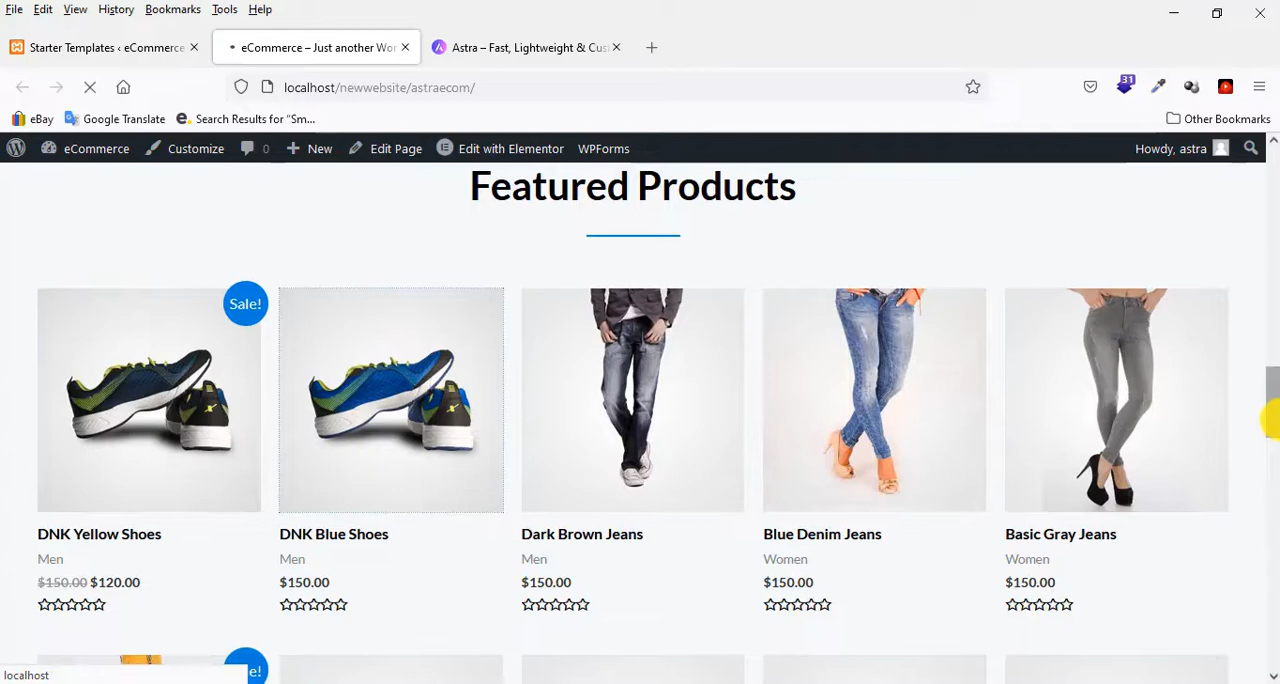 File Edit View History Bookmarks Tools Help
Starter Templates ‹ eCommerce
eCommerce – Just another Wor
Astra – Fast, Lightweight & Cus
localhost/newwebsite/astraecom/
31
eBay Google Translate Search Results for "Sm...
Other Bookmarks
eCommerce Customize 0 New Edit Page Edit with Elementor WPForms Howdy, astra
Featured Products
Sale!
DNK Yellow Shoes
Men
$150.00 $120.00
DNK Blue Shoes
Men
$150.00
Dark Brown Jeans
Men
$150.00
Blue Denim Jeans
Women
$150.00
Basic Gray Jeans
Women
$150.00
le!
localhost